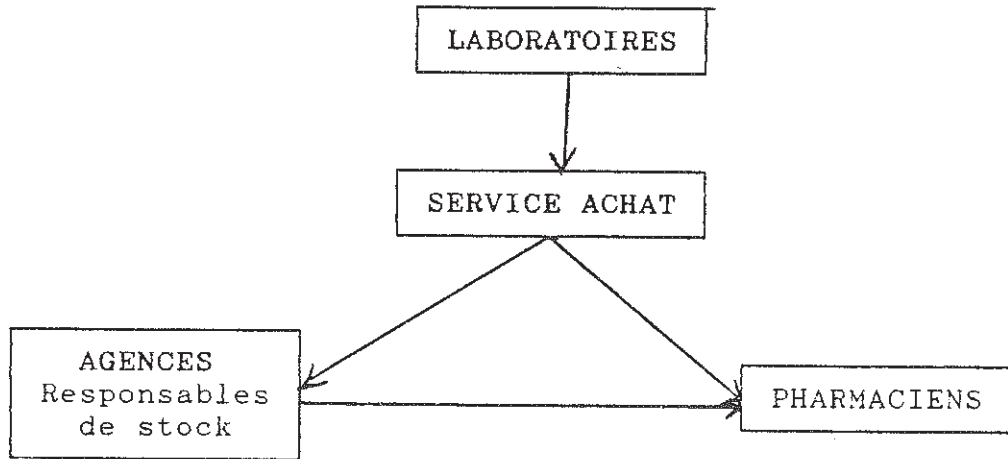 LABORATOIRES
SERVICE ACHAT
AGENCES
Responsables
de stock
PHARMACIENS